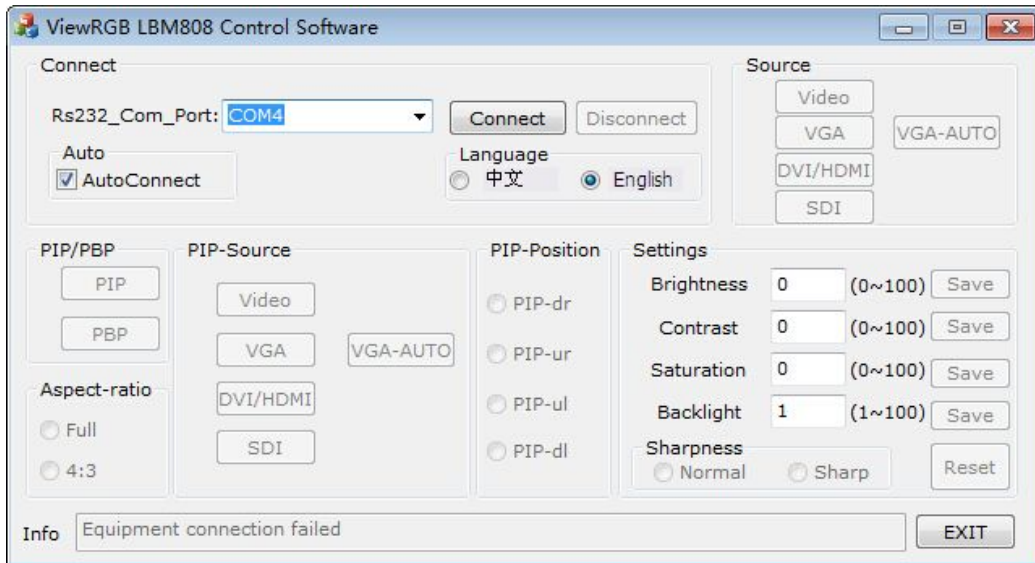 ViewRGB LBM808 Control Software
Connect
Rs232_Com_Port: COM4
Connect
Disconnect
Auto
AutoConnect
Language
中文
English
Source
Video
VGA
VGA-AUTO
DVI/HDMI
SDI
PIP/PBP
PIP
PBP
Aspect-ratio
Full
4:3
PIP-Source
Video
VGA
VGA-AUTO
DVI/HDMI
SDI
PIP-Position
PIP-dr
PIP-ur
PIP-ul
PIP-dl
Settings
Brightness 0 (0~100) Save
Contrast 0 (0~100) Save
Saturation 0 (0~100) Save
Backlight 1 (1~100) Save
Sharpness
Normal
Sharp
Reset
Info Equipment connection failed
EXIT